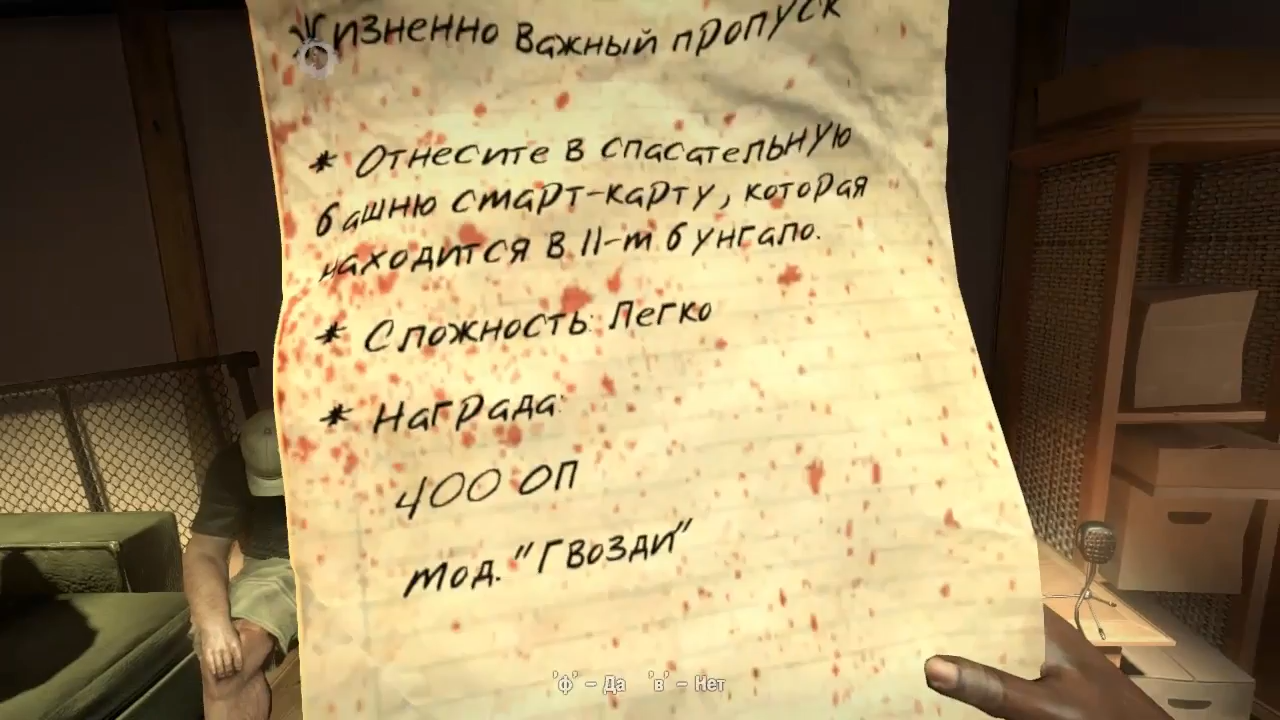 Жизненно важный пропуск
* Отнесите в спасательную
башню смарт-карту, которая
находится в 11-м бунгало.
* Сложность: Легко
* Награда:
400 ОП
мод. "Гвозди"
'ф' – Да 'в' – Нет